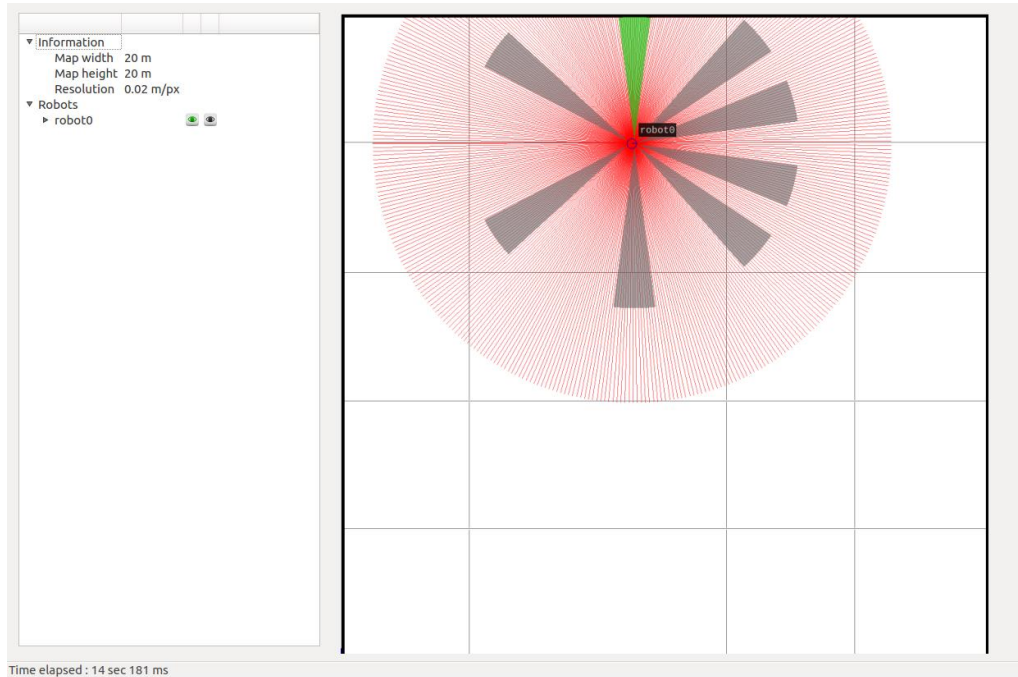 Information
Map width 20 m
Map height 20 m
Resolution 0.02 m/px
Robots
robot0
robot0
Time elapsed : 14 sec 181 ms